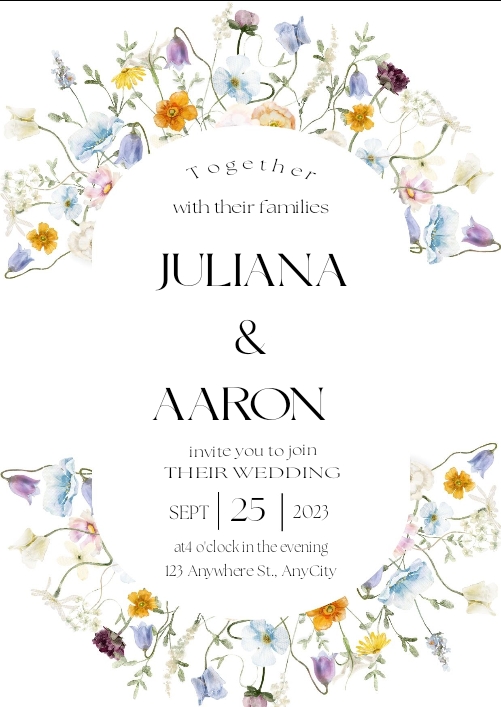 Together
with their families
JULIANA
&
AARON
invite you to join
THEIR WEDDING
SEPT | 25 | 2023
at4 o'clock in the evening
123 Anywhere St., AnyCity